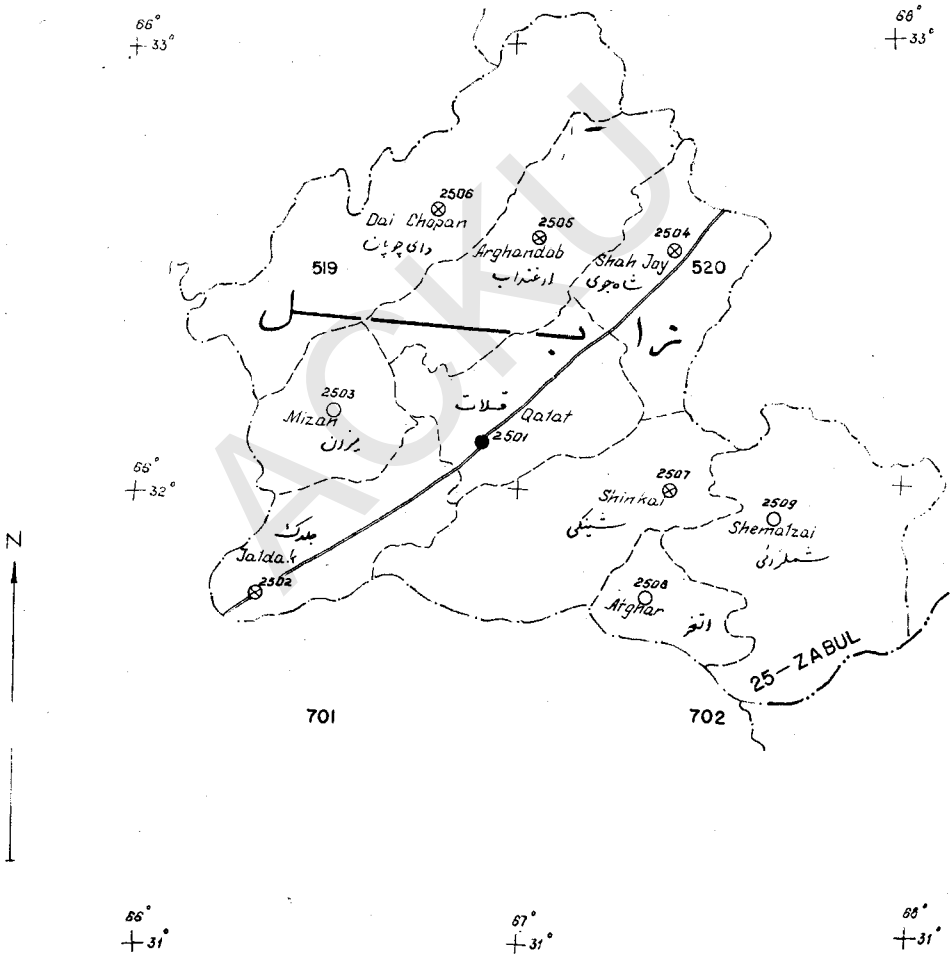 66°
33°
68°
33°
2506
Dai Chopan
دای چوپان
2505
Arghandab
ارغنداب
2504
Shah Joy
شاه جوی
519
520
زابل
2503
Mizan
میزان
قلات
Qalat
2501
66°
32°
2507
Shinkai
شینکی
2509
Shemalzai
شملزائی
جلدک
Jaldak
2502
2508
Atghar
اتغر
N
25-ZABUL
701
702
66°
31°
67°
31°
68°
31°
ACKU